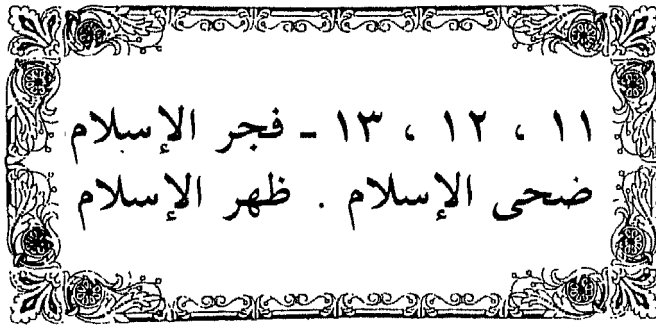 ١١ ، ١٢ ، ١٣ ـ فجر الإسلام
ضحى الإسلام . ظهر الإسلام